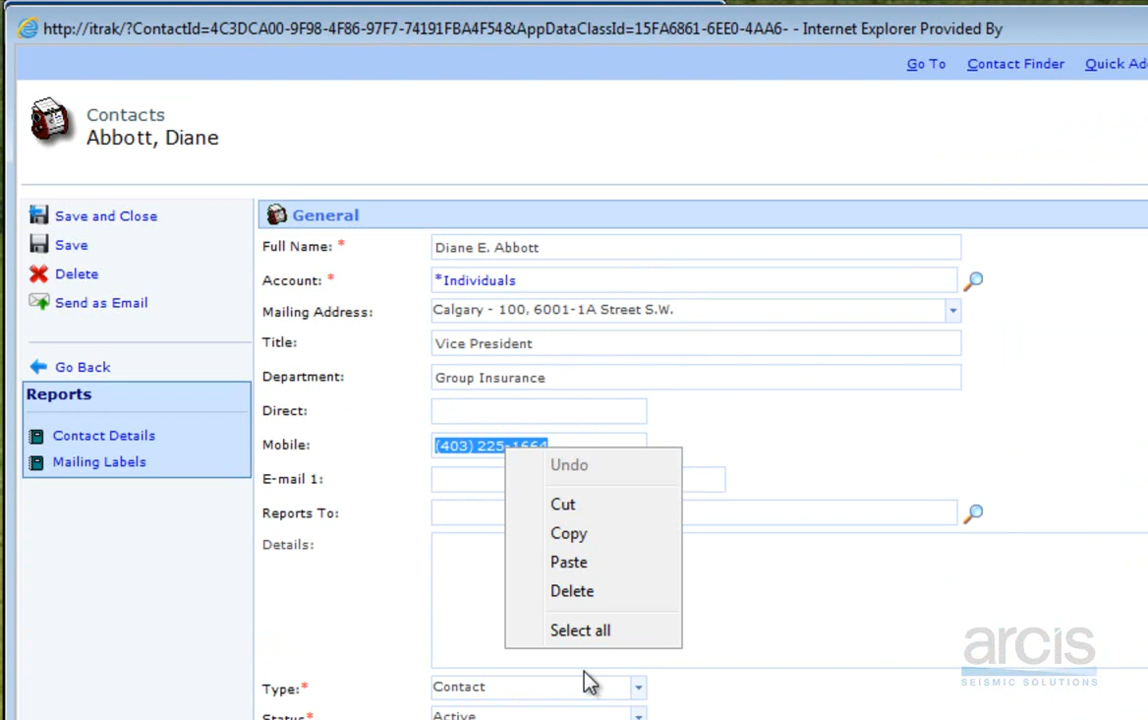 http://itrak/?ContactId=4C3DCA00-9F98-4F86-97F7-74191FBA4F54&AppDataClassId=15FA6861-6EE0-4AA6- - Internet Explorer Provided By
Go To Contact Finder Quick Ad
Contacts
Abbott, Diane
Save and Close
Save
Delete
Send as Email
Go Back
Reports
Contact Details
Mailing Labels
General
Full Name: * Diane E. Abbott
Account: * *Individuals
Mailing Address: Calgary - 100, 6001-1A Street S.W.
Title: Vice President
Department: Group Insurance
Direct:
Mobile: (403) 225-1664
E-mail 1:
Reports To:
Details:
Undo
Cut
Copy
Paste
Delete
Select all
Type:* Contact
Status:* Active
arcis
SEISMIC SOLUTIONS